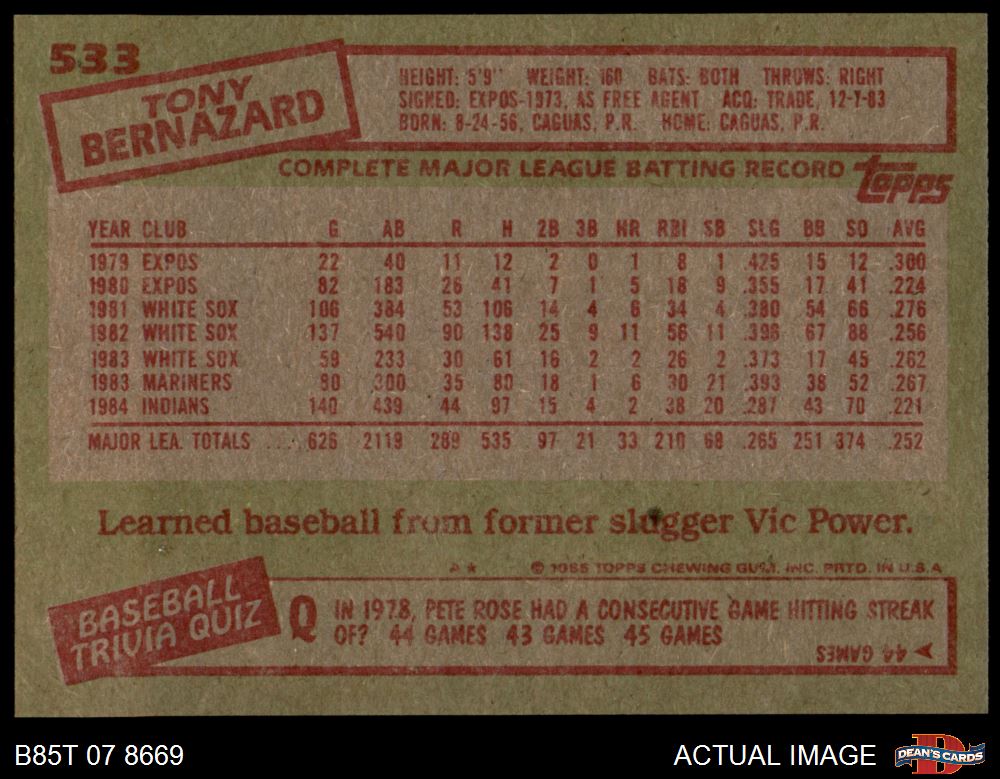 533
TONY
BERNAZARD
HEIGHT: 5'9" WEIGHT: 160 BATS: BOTH THROWS: RIGHT
SIGNED: EXPOS-1973, AS FREE AGENT ACQ: TRADE, 12-7-83
BORN: 8-24-56, CAGUAS, P.R. HOME: CAGUAS, P.R.
COMPLETE MAJOR LEAGUE BATTING RECORD topps
YEAR CLUB G AB R H 2B 3B HR RBI SB SLG BB SO AVG
1979 EXPOS 22 40 11 12 2 0 1 8 1 .425 15 12 .300
1980 EXPOS 82 183 26 41 7 1 5 18 9 .355 17 41 .224
1981 WHITE SOX 106 384 53 106 14 4 6 34 4 .380 54 66 .276
1982 WHITE SOX 137 540 90 138 25 9 11 56 11 .396 67 88 .256
1983 WHITE SOX 59 233 30 61 16 2 2 26 2 .373 17 45 .262
1983 MARINERS 80 300 35 80 18 1 6 30 21 .393 38 52 .267
1984 INDIANS 140 439 44 97 15 4 2 38 20 .287 43 70 .221
MAJOR LEA. TOTALS .... 626 2119 289 535 97 21 33 210 68 .265 251 374 .252
Learned baseball from former slugger Vic Power.
A * © 1985 TOPPS CHEWING GUM, INC. PRTD. IN U.S.A
BASEBALL
TRIVIA QUIZ
Q IN 1978, PETE ROSE HAD A CONSECUTIVE GAME HITTING STREAK
OF? 44 GAMES 43 GAMES 45 GAMES
44 GAMES
B85T 07 8669
ACTUAL IMAGE
DEAN'S CARDS